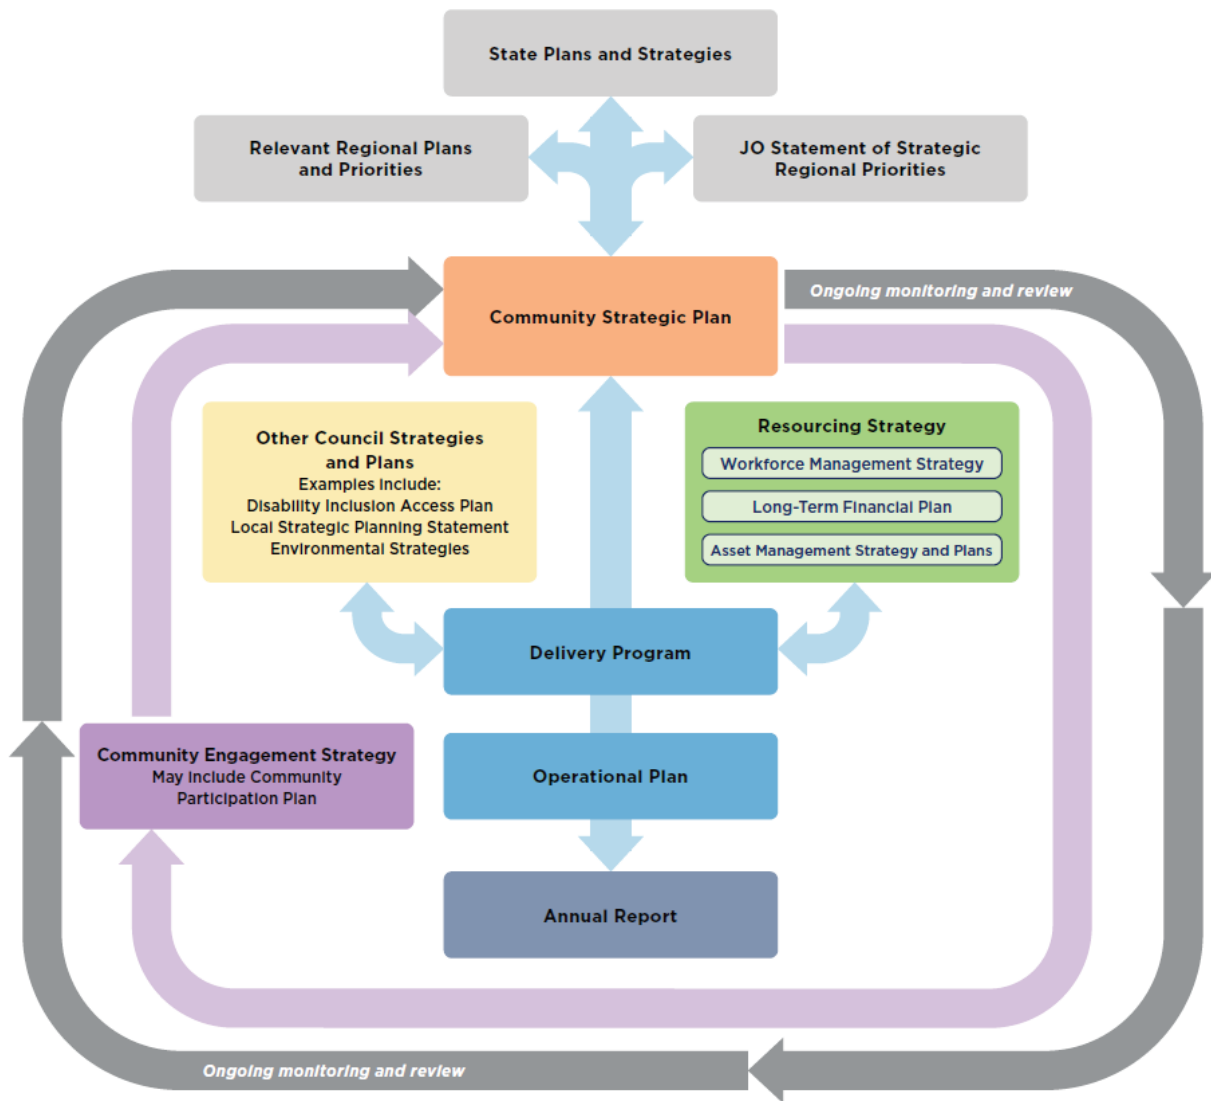 State Plans and Strategies
Relevant Regional Plans
and Priorities
JO Statement of Strategic
Regional Priorities
Ongoing monitoring and review
Community Strategic Plan
Other Council Strategies
and Plans
Examples include:
Disability Inclusion Access Plan
Local Strategic Planning Statement
Environmental Strategies
Resourcing Strategy
Workforce Management Strategy
Long-Term Financial Plan
Asset Management Strategy and Plans
Delivery Program
Community Engagement Strategy
May include Community
Participation Plan
Operational Plan
Annual Report
Ongoing monitoring and review